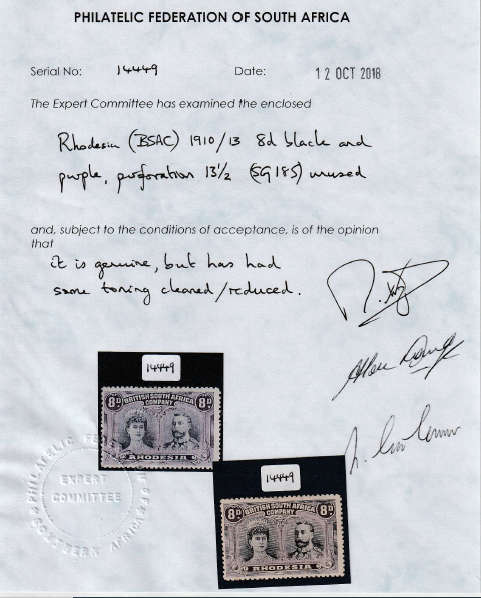 PHILATELIC FEDERATION OF SOUTH AFRICA
Serial No: 14449 Date: 12 OCT 2018
The Expert Committee has examined the enclosed
Rhodesia (BSAC) 1910/13 8d black and
purple, perforation 13½ (SG185) unused
and, subject to the conditions of acceptance, is of the opinion
that
it is genuine, but has had
some toning cleaned/reduced.
14449
8D BRITISH SOUTH AFRICA 8D
COMPANY
RHODESIA
14449
8D BRITISH SOUTH AFRICA 8D
COMPANY
RHODESIA
EXPERT
COMMITTEE